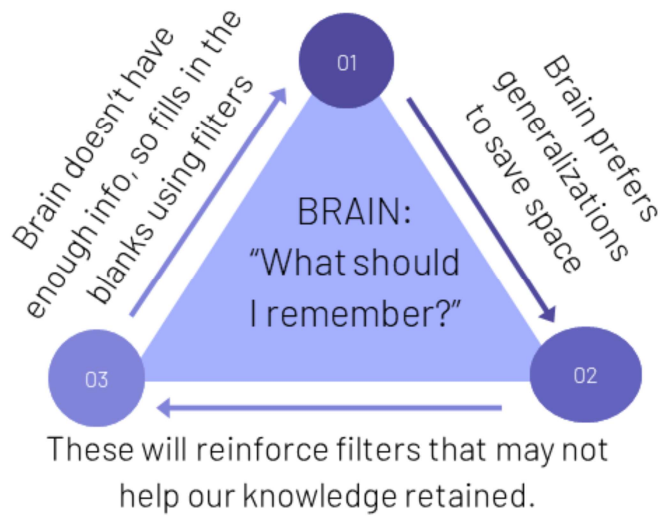 01
Brain prefers
generalizations
to save space
02
These will reinforce filters that may not
help our knowledge retained.
03
Brain doesn't have
enough info, so fills in the
blanks using filters
BRAIN:
“What should
I remember?”